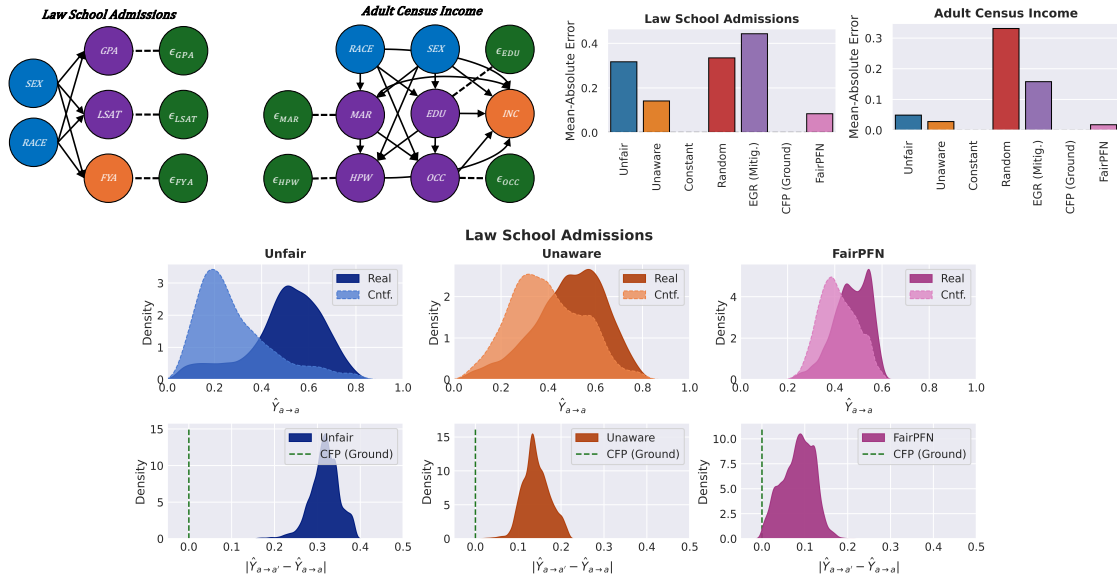 Law School Admissions
SEX
RACE
GPA
LSAT
FYA
ϵ_GPA
ϵ_LSAT
ϵ_FYA
Adult Census Income
RACE
SEX
ϵ_EDU
ϵ_MAR
MAR
EDU
INC
ϵ_HPW
HPW
OCC
ϵ_OCC
Law School Admissions
Mean-Absolute Error
0.4
0.2
0.0
Unfair
Unaware
Constant
Random
EGR (Mitig.)
CFP (Ground)
FairPFN
Adult Census Income
Mean-Absolute Error
0.3
0.2
0.1
0.0
Unfair
Unaware
Constant
Random
EGR (Mitig.)
CFP (Ground)
FairPFN
Law School Admissions
Unfair
Density
3
2
1
0
Real
Cntf.
0.0 0.2 0.4 0.6 0.8 1.0
Ŷ_{a→a}
Unaware
Density
2
1
0
Real
Cntf.
0.0 0.2 0.4 0.6 0.8 1.0
Ŷ_{a→a}
FairPFN
Density
4
2
0
Real
Cntf.
0.0 0.2 0.4 0.6 0.8 1.0
Ŷ_{a→a}
Density
15
10
5
0
Unfair
CFP (Ground)
0.0 0.1 0.2 0.3 0.4 0.5
|Ŷ_{a→a'} − Ŷ_{a→a}|
Density
15
10
5
0
Unaware
CFP (Ground)
0.0 0.1 0.2 0.3 0.4 0.5
|Ŷ_{a→a'} − Ŷ_{a→a}|
Density
10.0
7.5
5.0
2.5
0.0
FairPFN
CFP (Ground)
0.0 0.1 0.2 0.3 0.4 0.5
|Ŷ_{a→a'} − Ŷ_{a→a}|